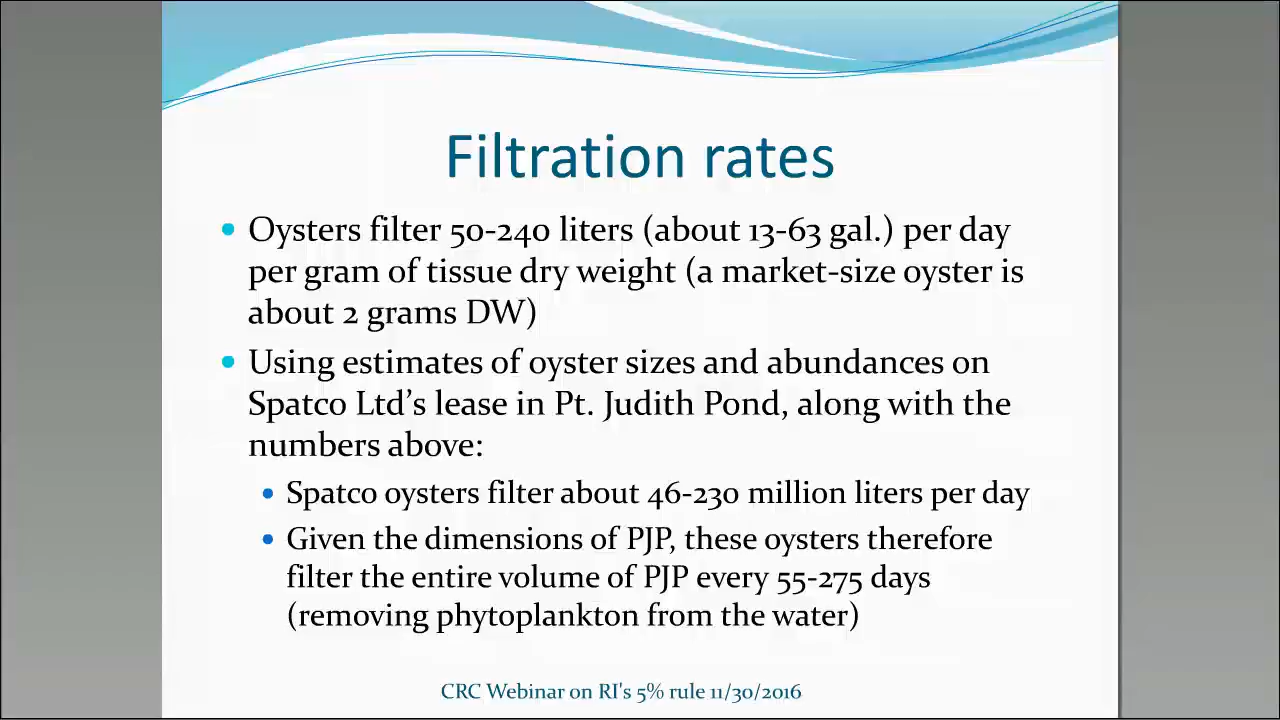 Filtration rates
• Oysters filter 50-240 liters (about 13-63 gal.) per day
per gram of tissue dry weight (a market-size oyster is
about 2 grams DW)
• Using estimates of oyster sizes and abundances on
Spatco Ltd’s lease in Pt. Judith Pond, along with the
numbers above:
• Spatco oysters filter about 46-230 million liters per day
• Given the dimensions of PJP, these oysters therefore
filter the entire volume of PJP every 55-275 days
(removing phytoplankton from the water)
CRC Webinar on RI's 5% rule 11/30/2016